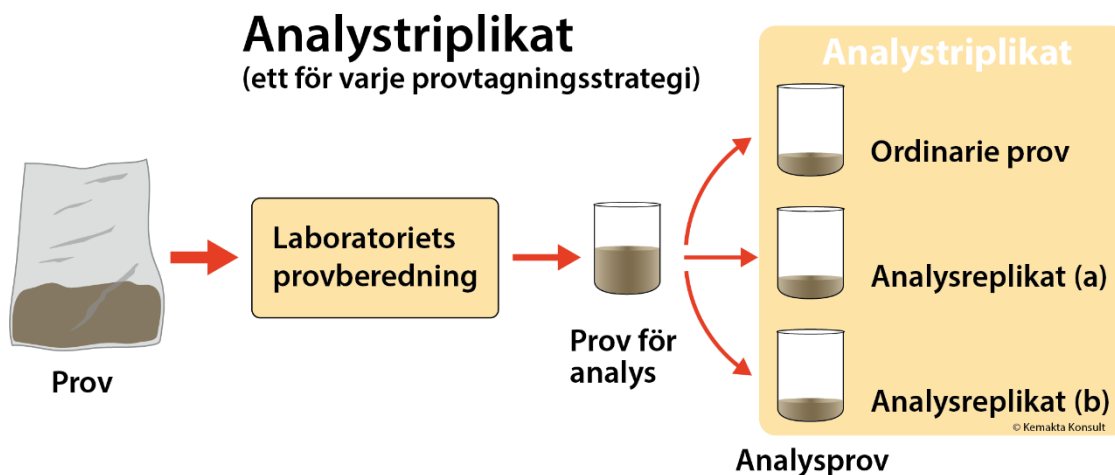 Analystriplikat
(ett för varje provtagningsstrategi)
Prov
Laboratoriets
provberedning
Prov för
analys
Analystriplikat
Ordinarie prov
Analysreplikat (a)
Analysreplikat (b)
© Kemakta Konsult
Analysprov